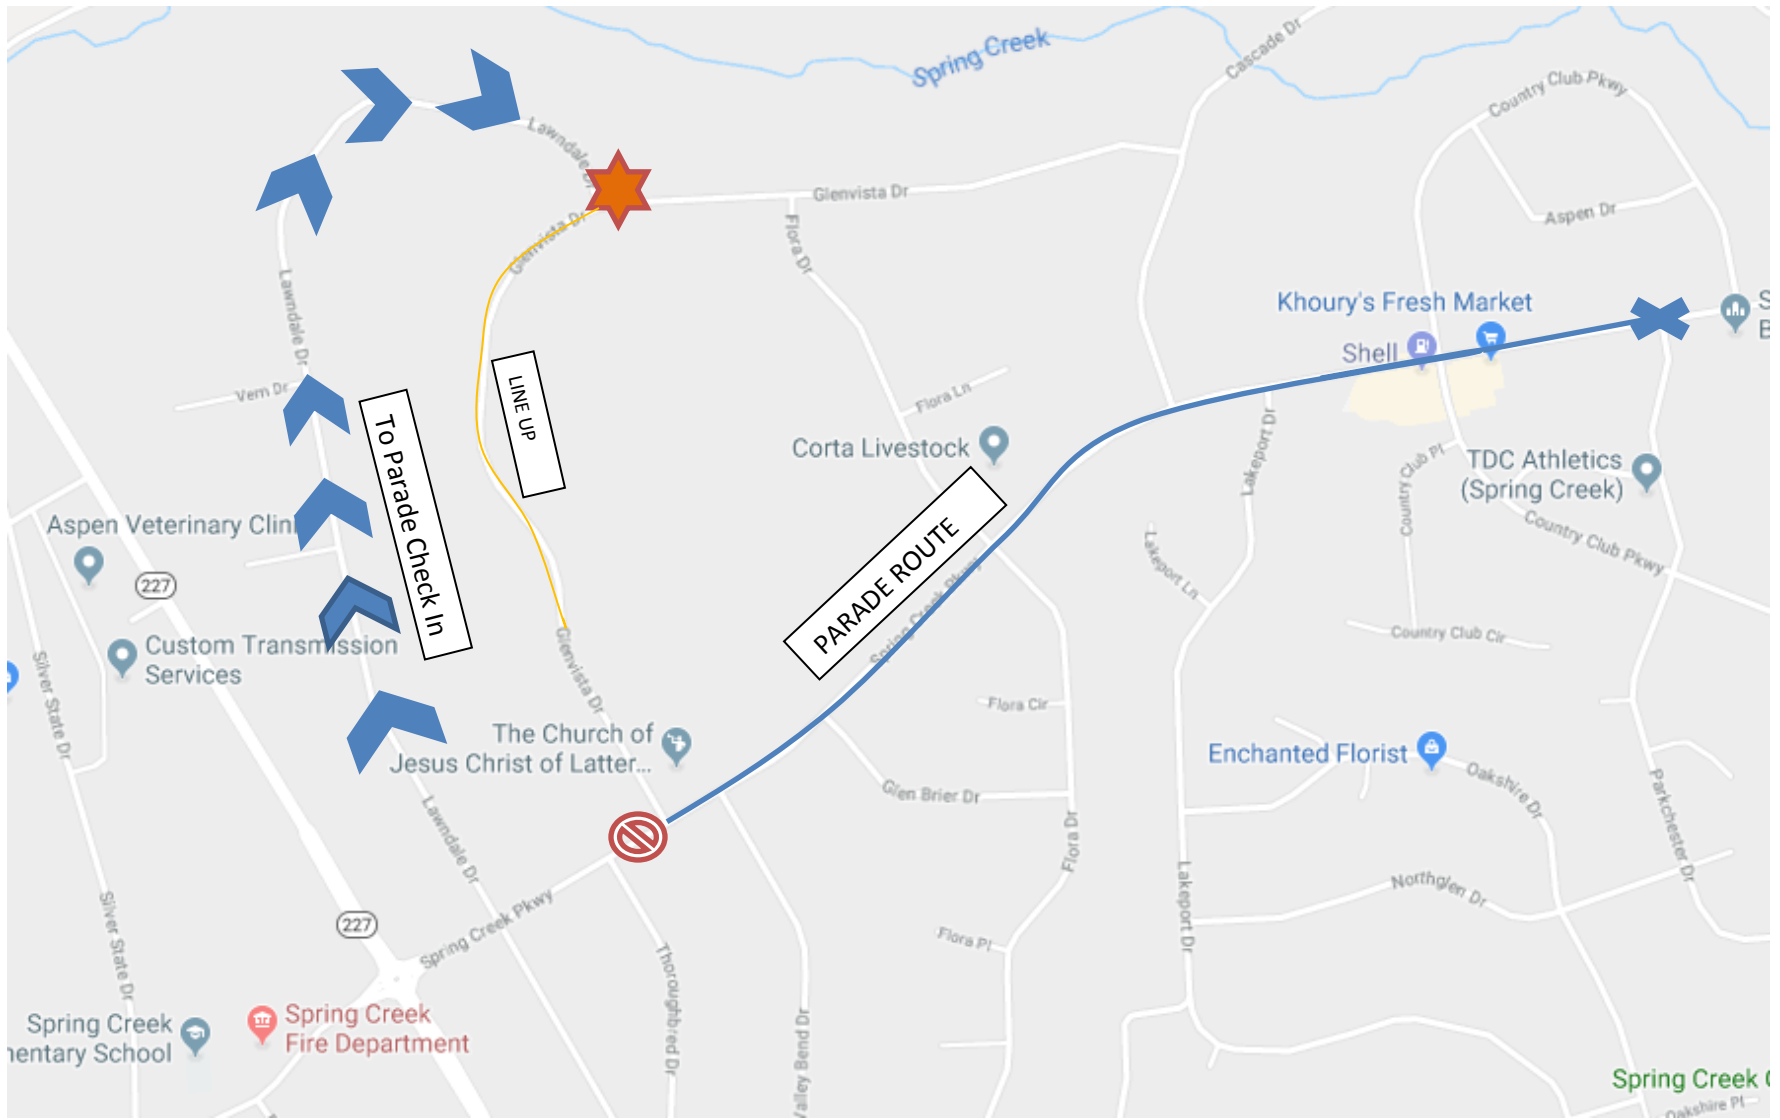 Spring Creek
Cascade Dr
Country Club Pkwy
Lawndale Dr
Glenvista Dr
Glenvista Dr
Aspen Dr
Flora Dr
Lawndale Dr
Khoury's Fresh Market
Shell
S
B
LINE UP
Vern Dr
Flora Ln
To Parade Check In
Corta Livestock
Lakeport Dr
Country Club Pl
TDC Athletics
(Spring Creek)
Aspen Veterinary Clini
Country Club Pkwy
PARADE ROUTE
Lakeport Ln
227
Spring Creek Pkwy
Custom Transmission
Services
Glenvista Dr
Country Club Cir
Silver State Dr
Flora Cir
The Church of
Jesus Christ of Latter...
Enchanted Florist
Oakshire Dr
Glen Brier Dr
Parkchester Dr
Lawndale Dr
Flora Dr
Northglen Dr
Silver State Dr
227
Spring Creek Pkwy
Flora Pl
Lakeport Dr
Thoroughbred Dr
Spring Creek
mentary School
Spring Creek
Fire Department
Valley Bend Dr
Spring Creek
Oakshire Pl